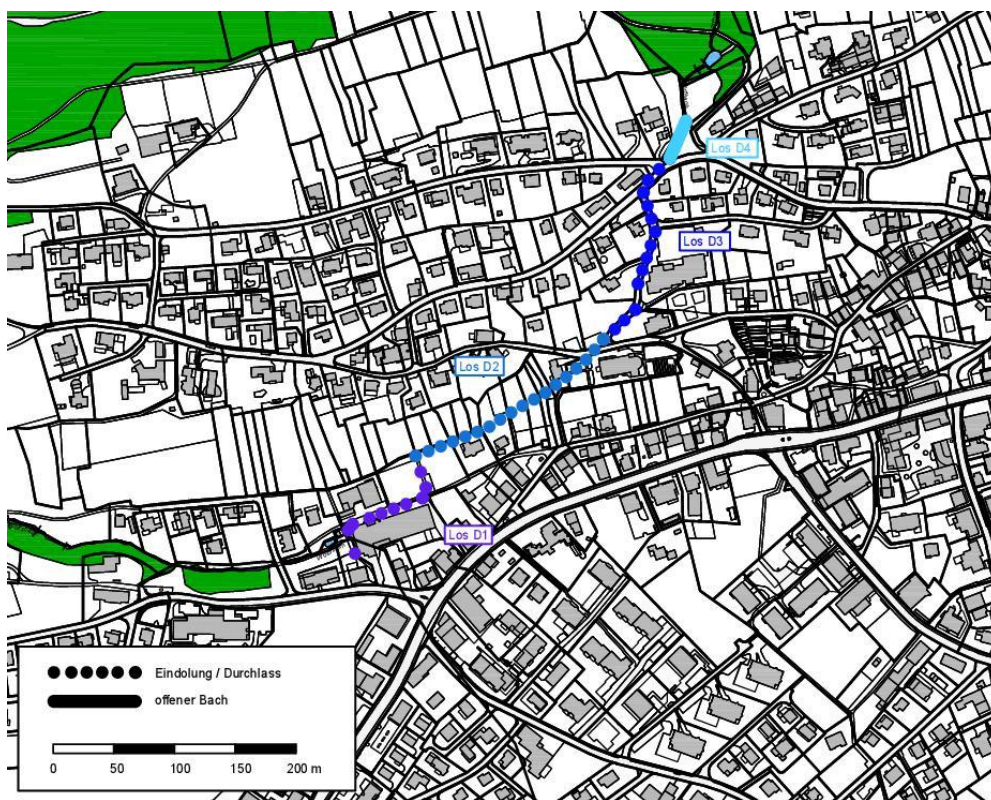 Los D4
Los D3
Los D2
Los D1
Eindolung / Durchlass
offener Bach
0 50 100 150 200 m